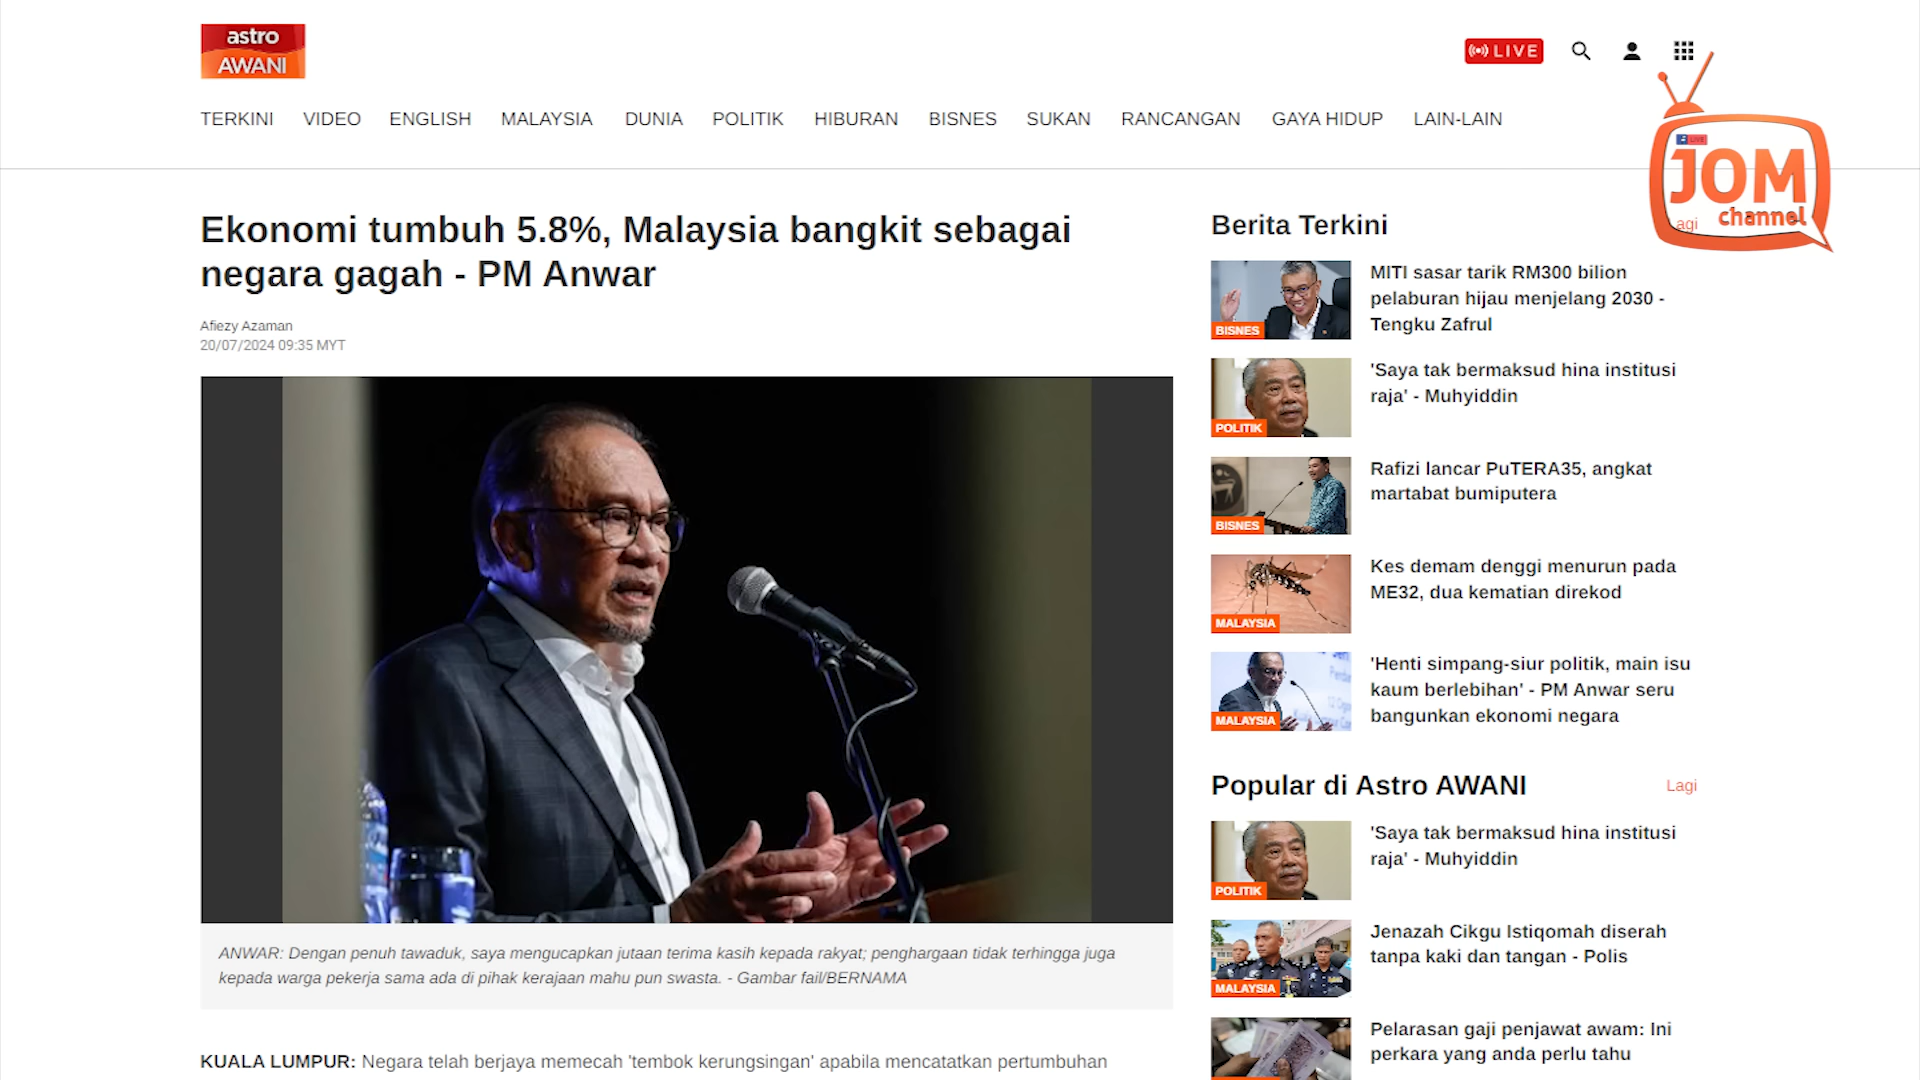 astro
AWANI
LIVE
TERKINI VIDEO ENGLISH MALAYSIA DUNIA POLITIK HIBURAN BISNES SUKAN RANCANGAN GAYA HIDUP LAIN-LAIN
LIVE
JOM
channel
Ekonomi tumbuh 5.8%, Malaysia bangkit sebagai
negara gagah - PM Anwar
Afiezy Azaman
20/07/2024 09:35 MYT
ANWAR: Dengan penuh tawaduk, saya mengucapkan jutaan terima kasih kepada rakyat; penghargaan tidak terhingga juga
kepada warga pekerja sama ada di pihak kerajaan mahu pun swasta. - Gambar fail/BERNAMA
KUALA LUMPUR: Negara telah berjaya memecah 'tembok kerungsingan' apabila mencatatkan pertumbuhan
Berita Terkini
Lagi
BISNES
MITI sasar tarik RM300 bilion
pelaburan hijau menjelang 2030 -
Tengku Zafrul
POLITIK
'Saya tak bermaksud hina institusi
raja' - Muhyiddin
BISNES
Rafizi lancar PuTERA35, angkat
martabat bumiputera
MALAYSIA
Kes demam denggi menurun pada
ME32, dua kematian direkod
MALAYSIA
'Henti simpang-siur politik, main isu
kaum berlebihan' - PM Anwar seru
bangunkan ekonomi negara
Popular di Astro AWANI
Lagi
POLITIK
'Saya tak bermaksud hina institusi
raja' - Muhyiddin
MALAYSIA
Jenazah Cikgu Istiqomah diserah
tanpa kaki dan tangan - Polis
Pelarasan gaji penjawat awam: Ini
perkara yang anda perlu tahu